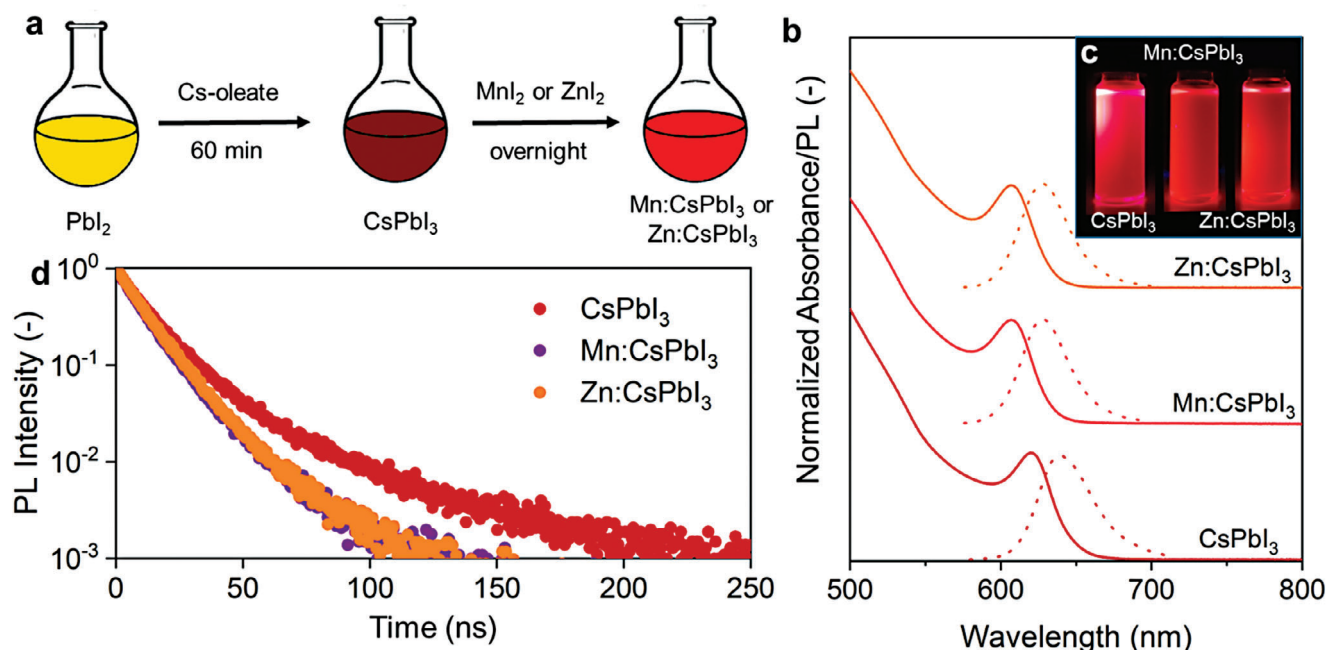 a
Cs-oleate
60 min
MnI₂ or ZnI₂
overnight
PbI₂
CsPbI₃
Mn:CsPbI₃ or
Zn:CsPbI₃
b
Normalized Absorbance/PL (-)
c
Mn:CsPbI₃
CsPbI₃
Zn:CsPbI₃
Zn:CsPbI₃
Mn:CsPbI₃
CsPbI₃
500
600
700
800
Wavelength (nm)
d
PL Intensity (-)
10⁰
10⁻¹
10⁻²
10⁻³
CsPbI₃
Mn:CsPbI₃
Zn:CsPbI₃
0
50
100
150
200
250
Time (ns)